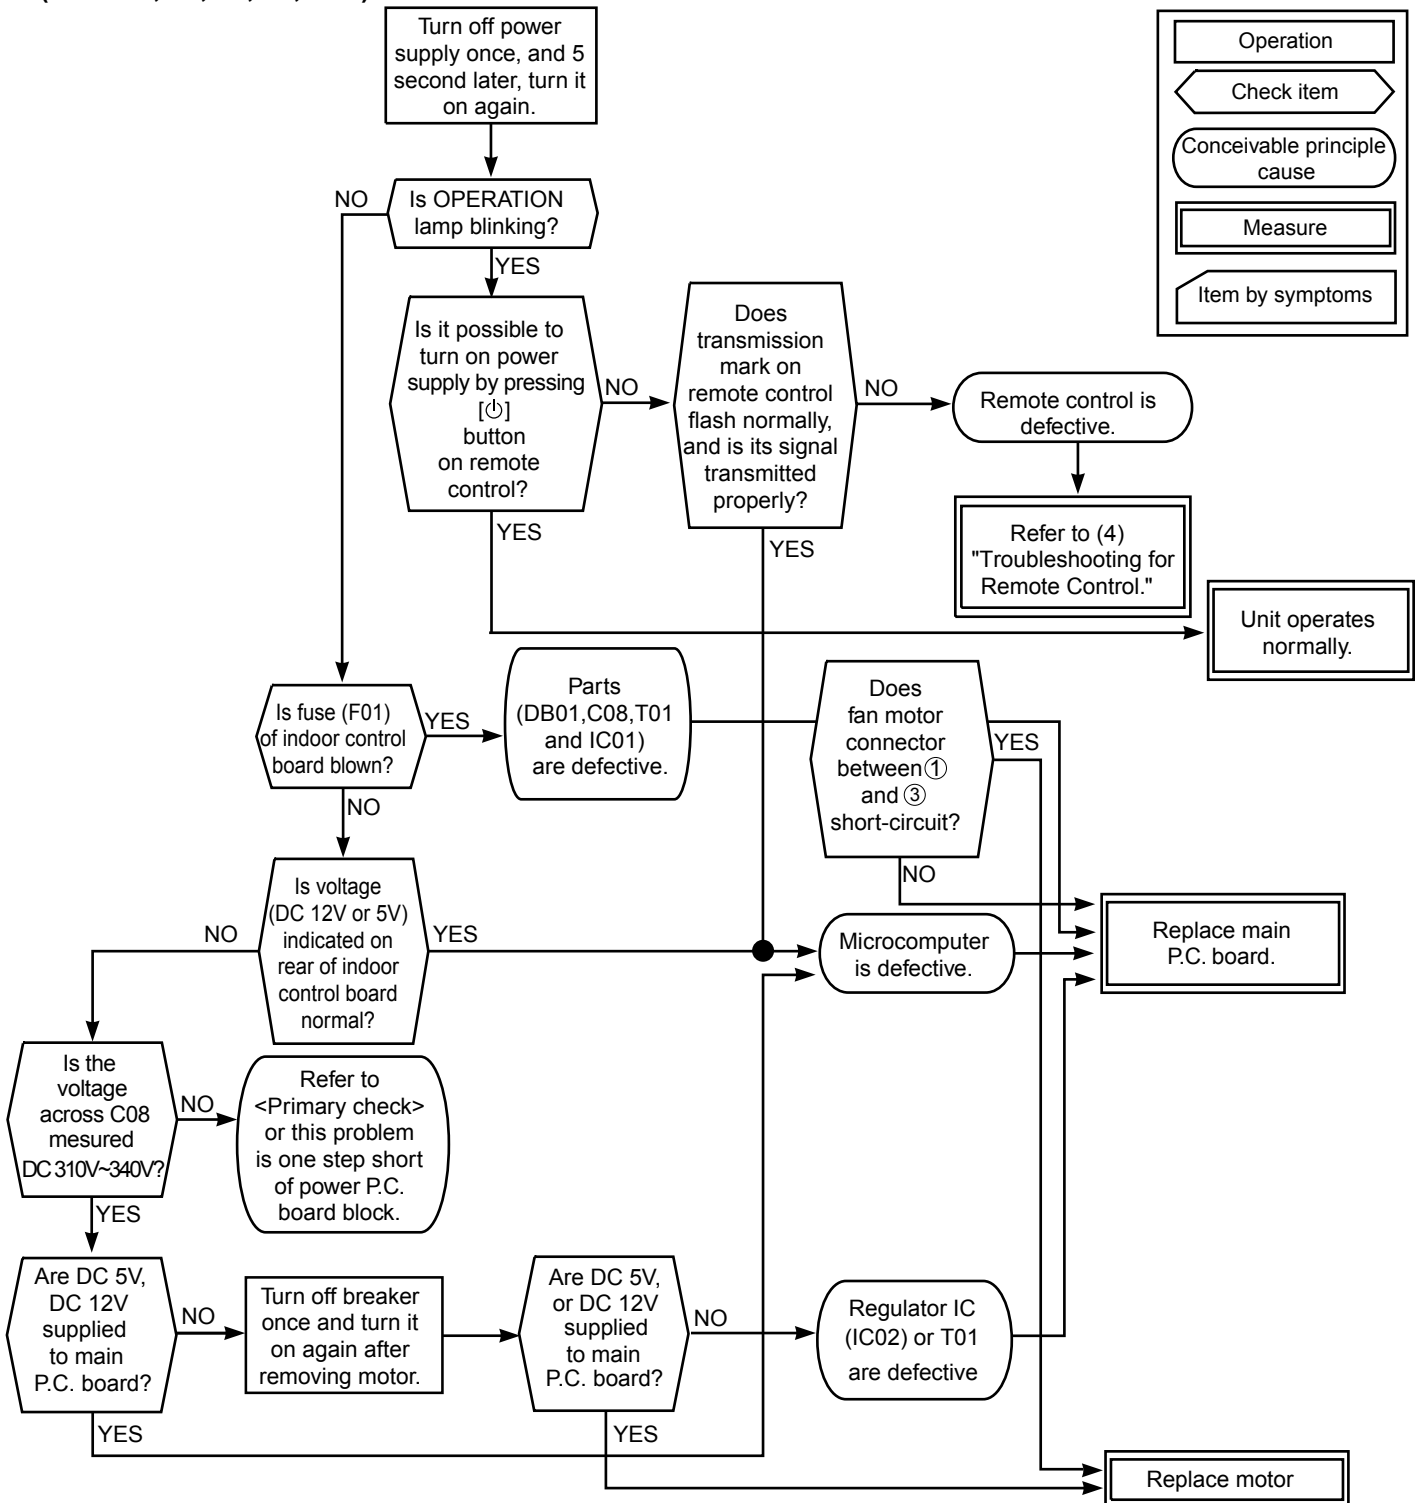 Turn off power
supply once, and 5
second later, turn it
on again.
Operation
Check item
Conceivable principle
cause
Measure
Item by symptoms
NO
Is OPERATION
lamp blinking?
YES
Is it possible to
turn on power
supply by pressing
[⏻]
button
on remote
control?
NO
YES
Does
transmission
mark on
remote control
flash normally,
and is its signal
transmitted
properly?
NO
YES
Remote control is
defective.
Refer to (4)
"Troubleshooting for
Remote Control."
Unit operates
normally.
Is fuse (F01)
of indoor control
board blown?
YES
NO
Parts
(DB01,C08,T01
and IC01)
are defective.
Does
fan motor
connector
between①
and ③
short-circuit?
YES
NO
Is voltage
(DC 12V or 5V)
indicated on
rear of indoor
control board
normal?
NO
YES
Microcomputer
is defective.
Replace main
P.C. board.
Is the
voltage
across C08
mesured
DC 310V~340V?
NO
YES
Refer to
<Primary check>
or this problem
is one step short
of power P.C.
board block.
Are DC 5V,
DC 12V
supplied
to main
P.C. board?
NO
YES
Turn off breaker
once and turn it
on again after
removing motor.
Are DC 5V,
or DC 12V
supplied
to main
P.C. board?
NO
YES
Regulator IC
(IC02) or T01
are defective
Replace motor